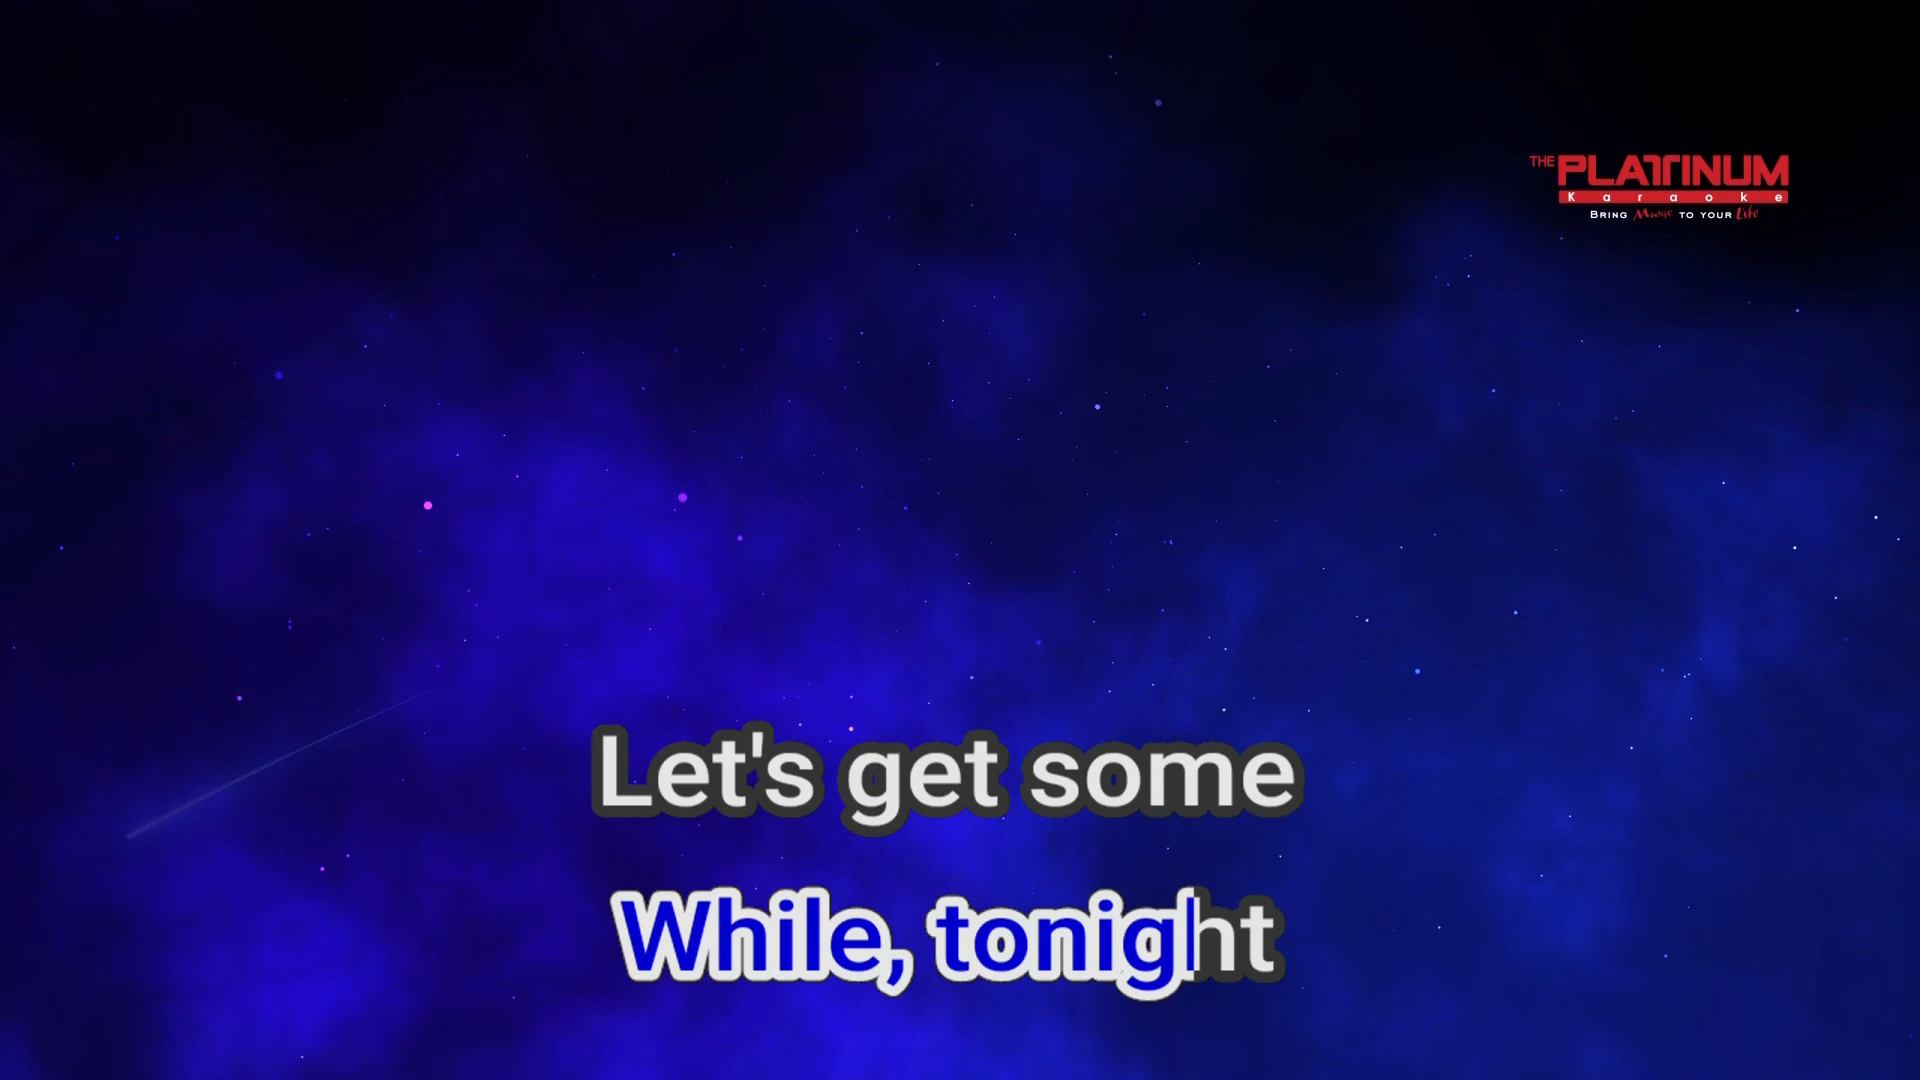 THE PLATINUM
Karaoke
BRING Music TO YOUR Life
Let's get some
While, tonight